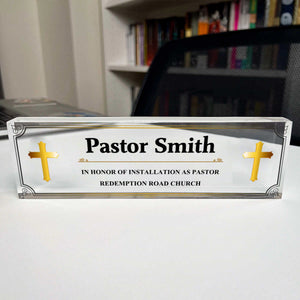 Pastor Smith
IN HONOR OF INSTALLATION AS PASTOR
REDEMPTION ROAD CHURCH